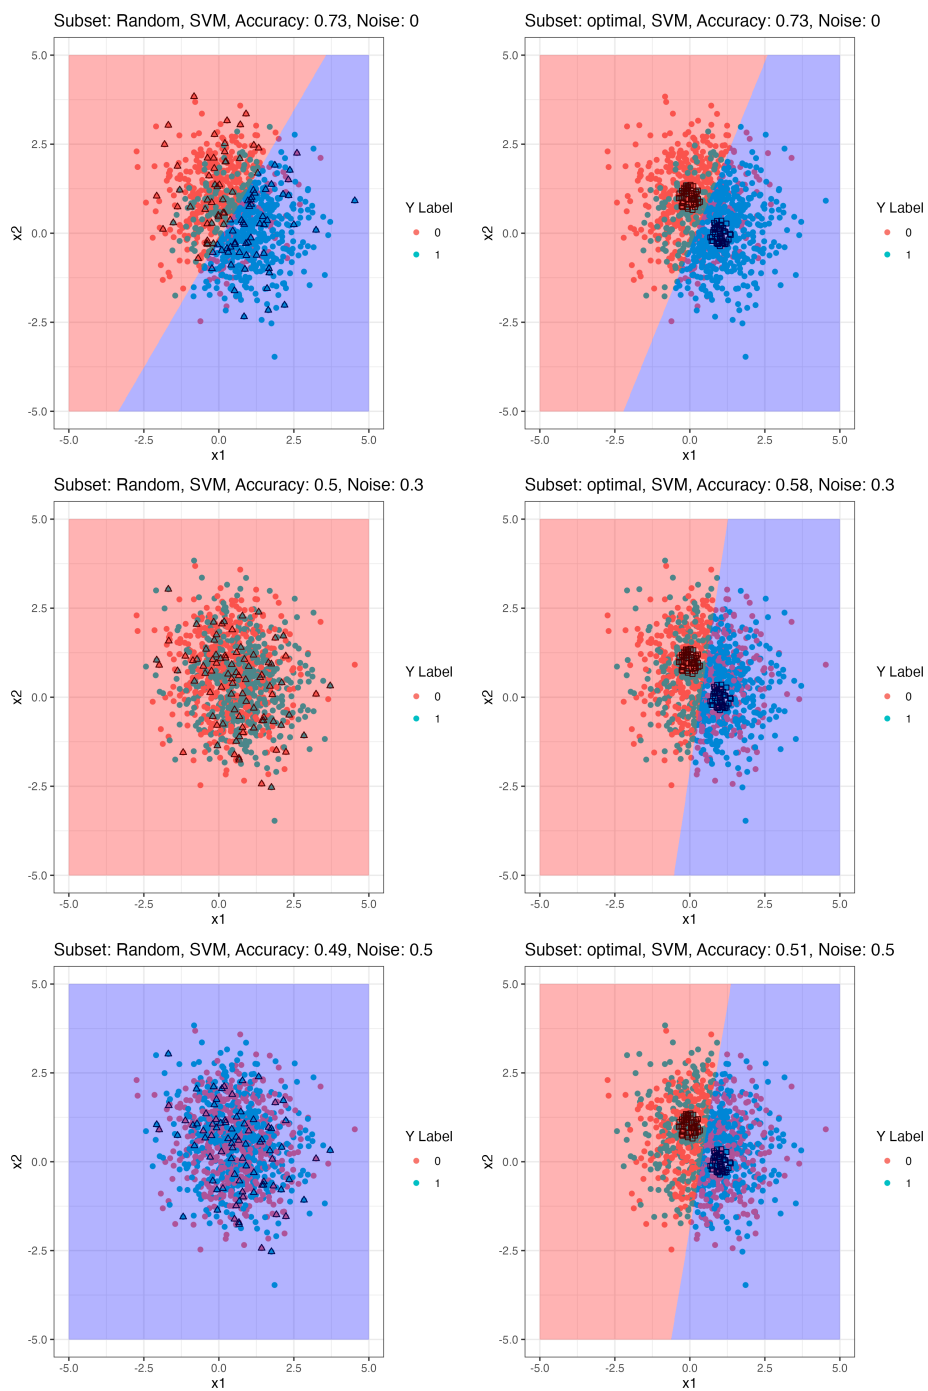 Subset: Random, SVM, Accuracy: 0.73, Noise: 0
5.0
2.5
0.0
-2.5
-5.0
x2
-5.0 -2.5 0.0 2.5 5.0
x1
Y Label
0
1
Subset: optimal, SVM, Accuracy: 0.73, Noise: 0
5.0
2.5
0.0
-2.5
-5.0
x2
-5.0 -2.5 0.0 2.5 5.0
x1
Y Label
0
1
Subset: Random, SVM, Accuracy: 0.5, Noise: 0.3
5.0
2.5
0.0
-2.5
-5.0
x2
-5.0 -2.5 0.0 2.5 5.0
x1
Y Label
0
1
Subset: optimal, SVM, Accuracy: 0.58, Noise: 0.3
5.0
2.5
0.0
-2.5
-5.0
x2
-5.0 -2.5 0.0 2.5 5.0
x1
Y Label
0
1
Subset: Random, SVM, Accuracy: 0.49, Noise: 0.5
5.0
2.5
0.0
-2.5
-5.0
x2
-5.0 -2.5 0.0 2.5 5.0
x1
Y Label
0
1
Subset: optimal, SVM, Accuracy: 0.51, Noise: 0.5
5.0
2.5
0.0
-2.5
-5.0
x2
-5.0 -2.5 0.0 2.5 5.0
x1
Y Label
0
1